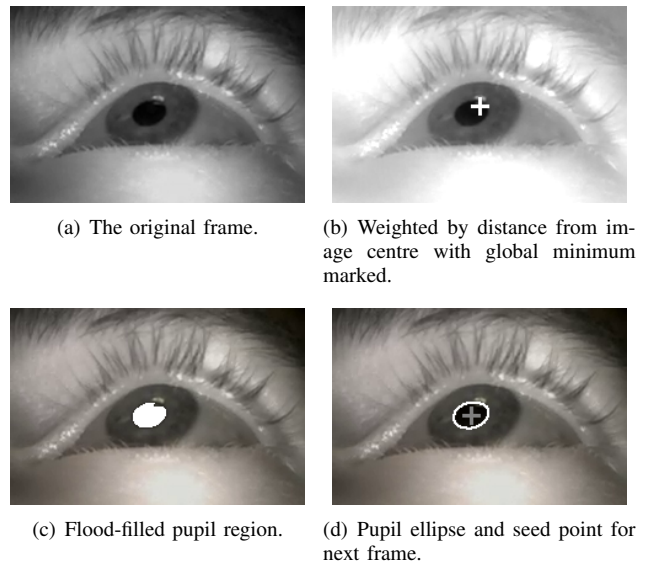 (a) The original frame.
(b) Weighted by distance from im-
age centre with global minimum
marked.
(c) Flood-filled pupil region.
(d) Pupil ellipse and seed point for
next frame.